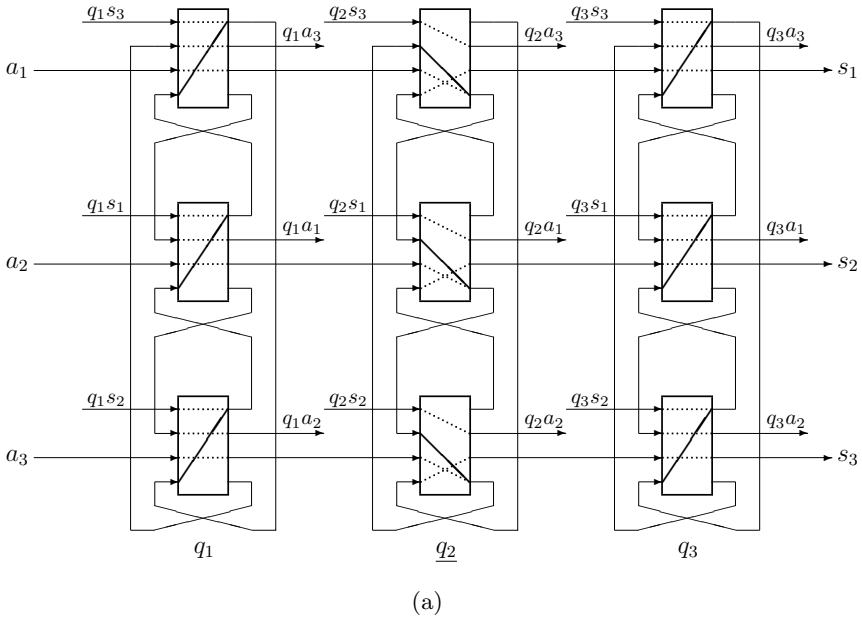 q₁s₃ q₁a₃ q₂s₃ q₂a₃ q₃s₃ q₃a₃
a₁ s₁
q₁s₁ q₁a₁ q₂s₁ q₂a₁ q₃s₁ q₃a₁
a₂ s₂
q₁s₂ q₁a₂ q₂s₂ q₂a₂ q₃s₂ q₃a₂
a₃ s₃
q₁ q₂ q₃
(a)